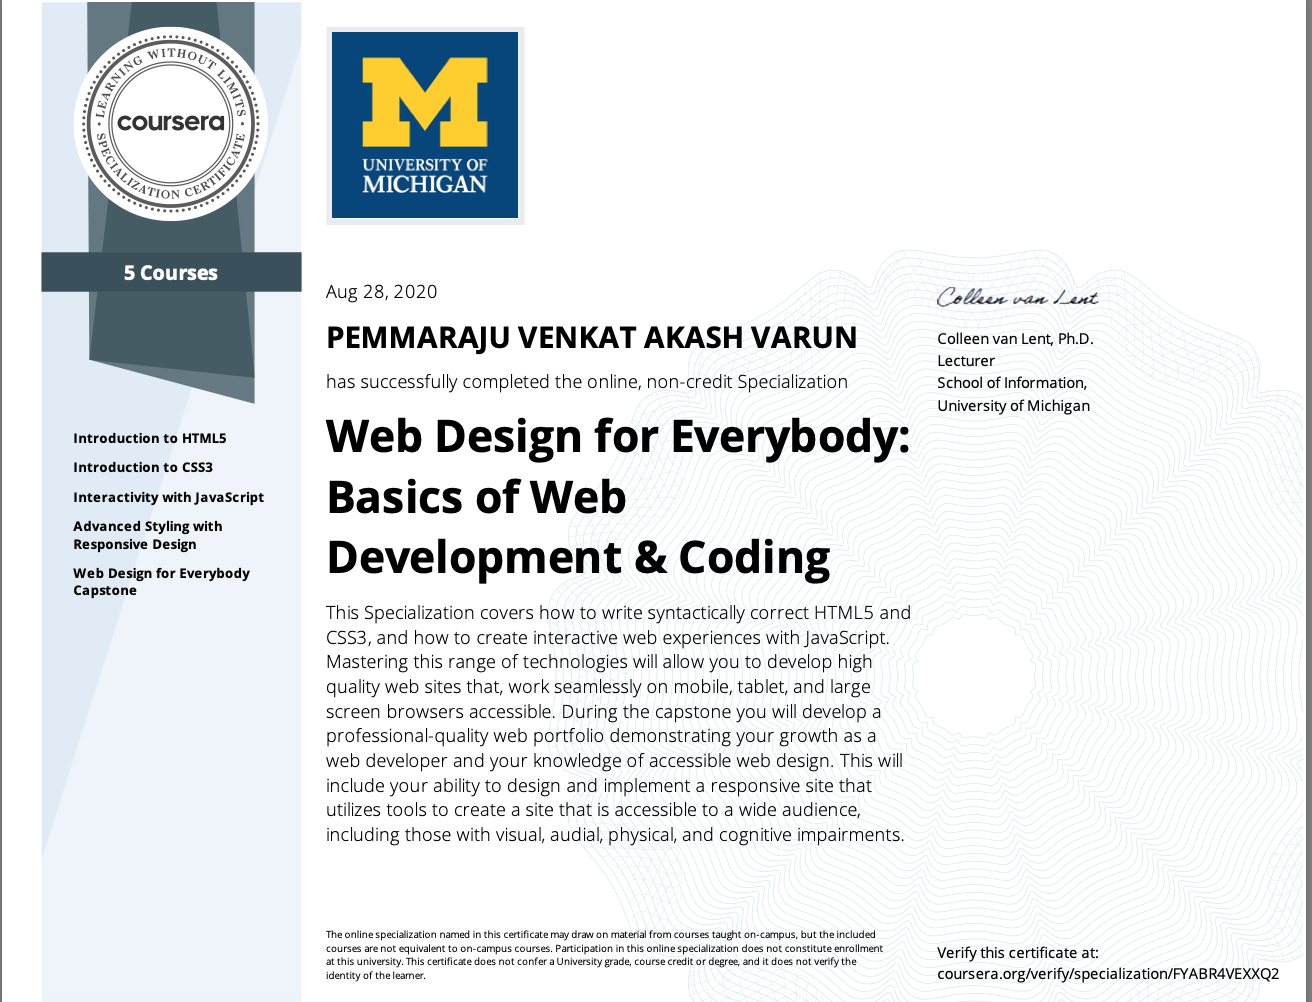 LEARNING WITHOUT LIMITS
coursera
SPECIALIZATION CERTIFICATE
5 Courses
Introduction to HTML5
Introduction to CSS3
Interactivity with JavaScript
Advanced Styling with
Responsive Design
Web Design for Everybody
Capstone
M
UNIVERSITY OF
MICHIGAN
Aug 28, 2020
PEMMARAJU VENKAT AKASH VARUN
has successfully completed the online, non-credit Specialization
Web Design for Everybody:
Basics of Web
Development & Coding
This Specialization covers how to write syntactically correct HTML5 and
CSS3, and how to create interactive web experiences with JavaScript.
Mastering this range of technologies will allow you to develop high
quality web sites that, work seamlessly on mobile, tablet, and large
screen browsers accessible. During the capstone you will develop a
professional-quality web portfolio demonstrating your growth as a
web developer and your knowledge of accessible web design. This will
include your ability to design and implement a responsive site that
utilizes tools to create a site that is accessible to a wide audience,
including those with visual, audial, physical, and cognitive impairments.
The online specialization named in this certificate may draw on material from courses taught on-campus, but the included
courses are not equivalent to on-campus courses. Participation in this online specialization does not constitute enrollment
at this university. This certificate does not confer a University grade, course credit or degree, and it does not verify the
identity of the learner.
Colleen van Lent
Colleen van Lent, Ph.D.
Lecturer
School of Information,
University of Michigan
Verify this certificate at:
coursera.org/verify/specialization/FYABR4VEXXQ2